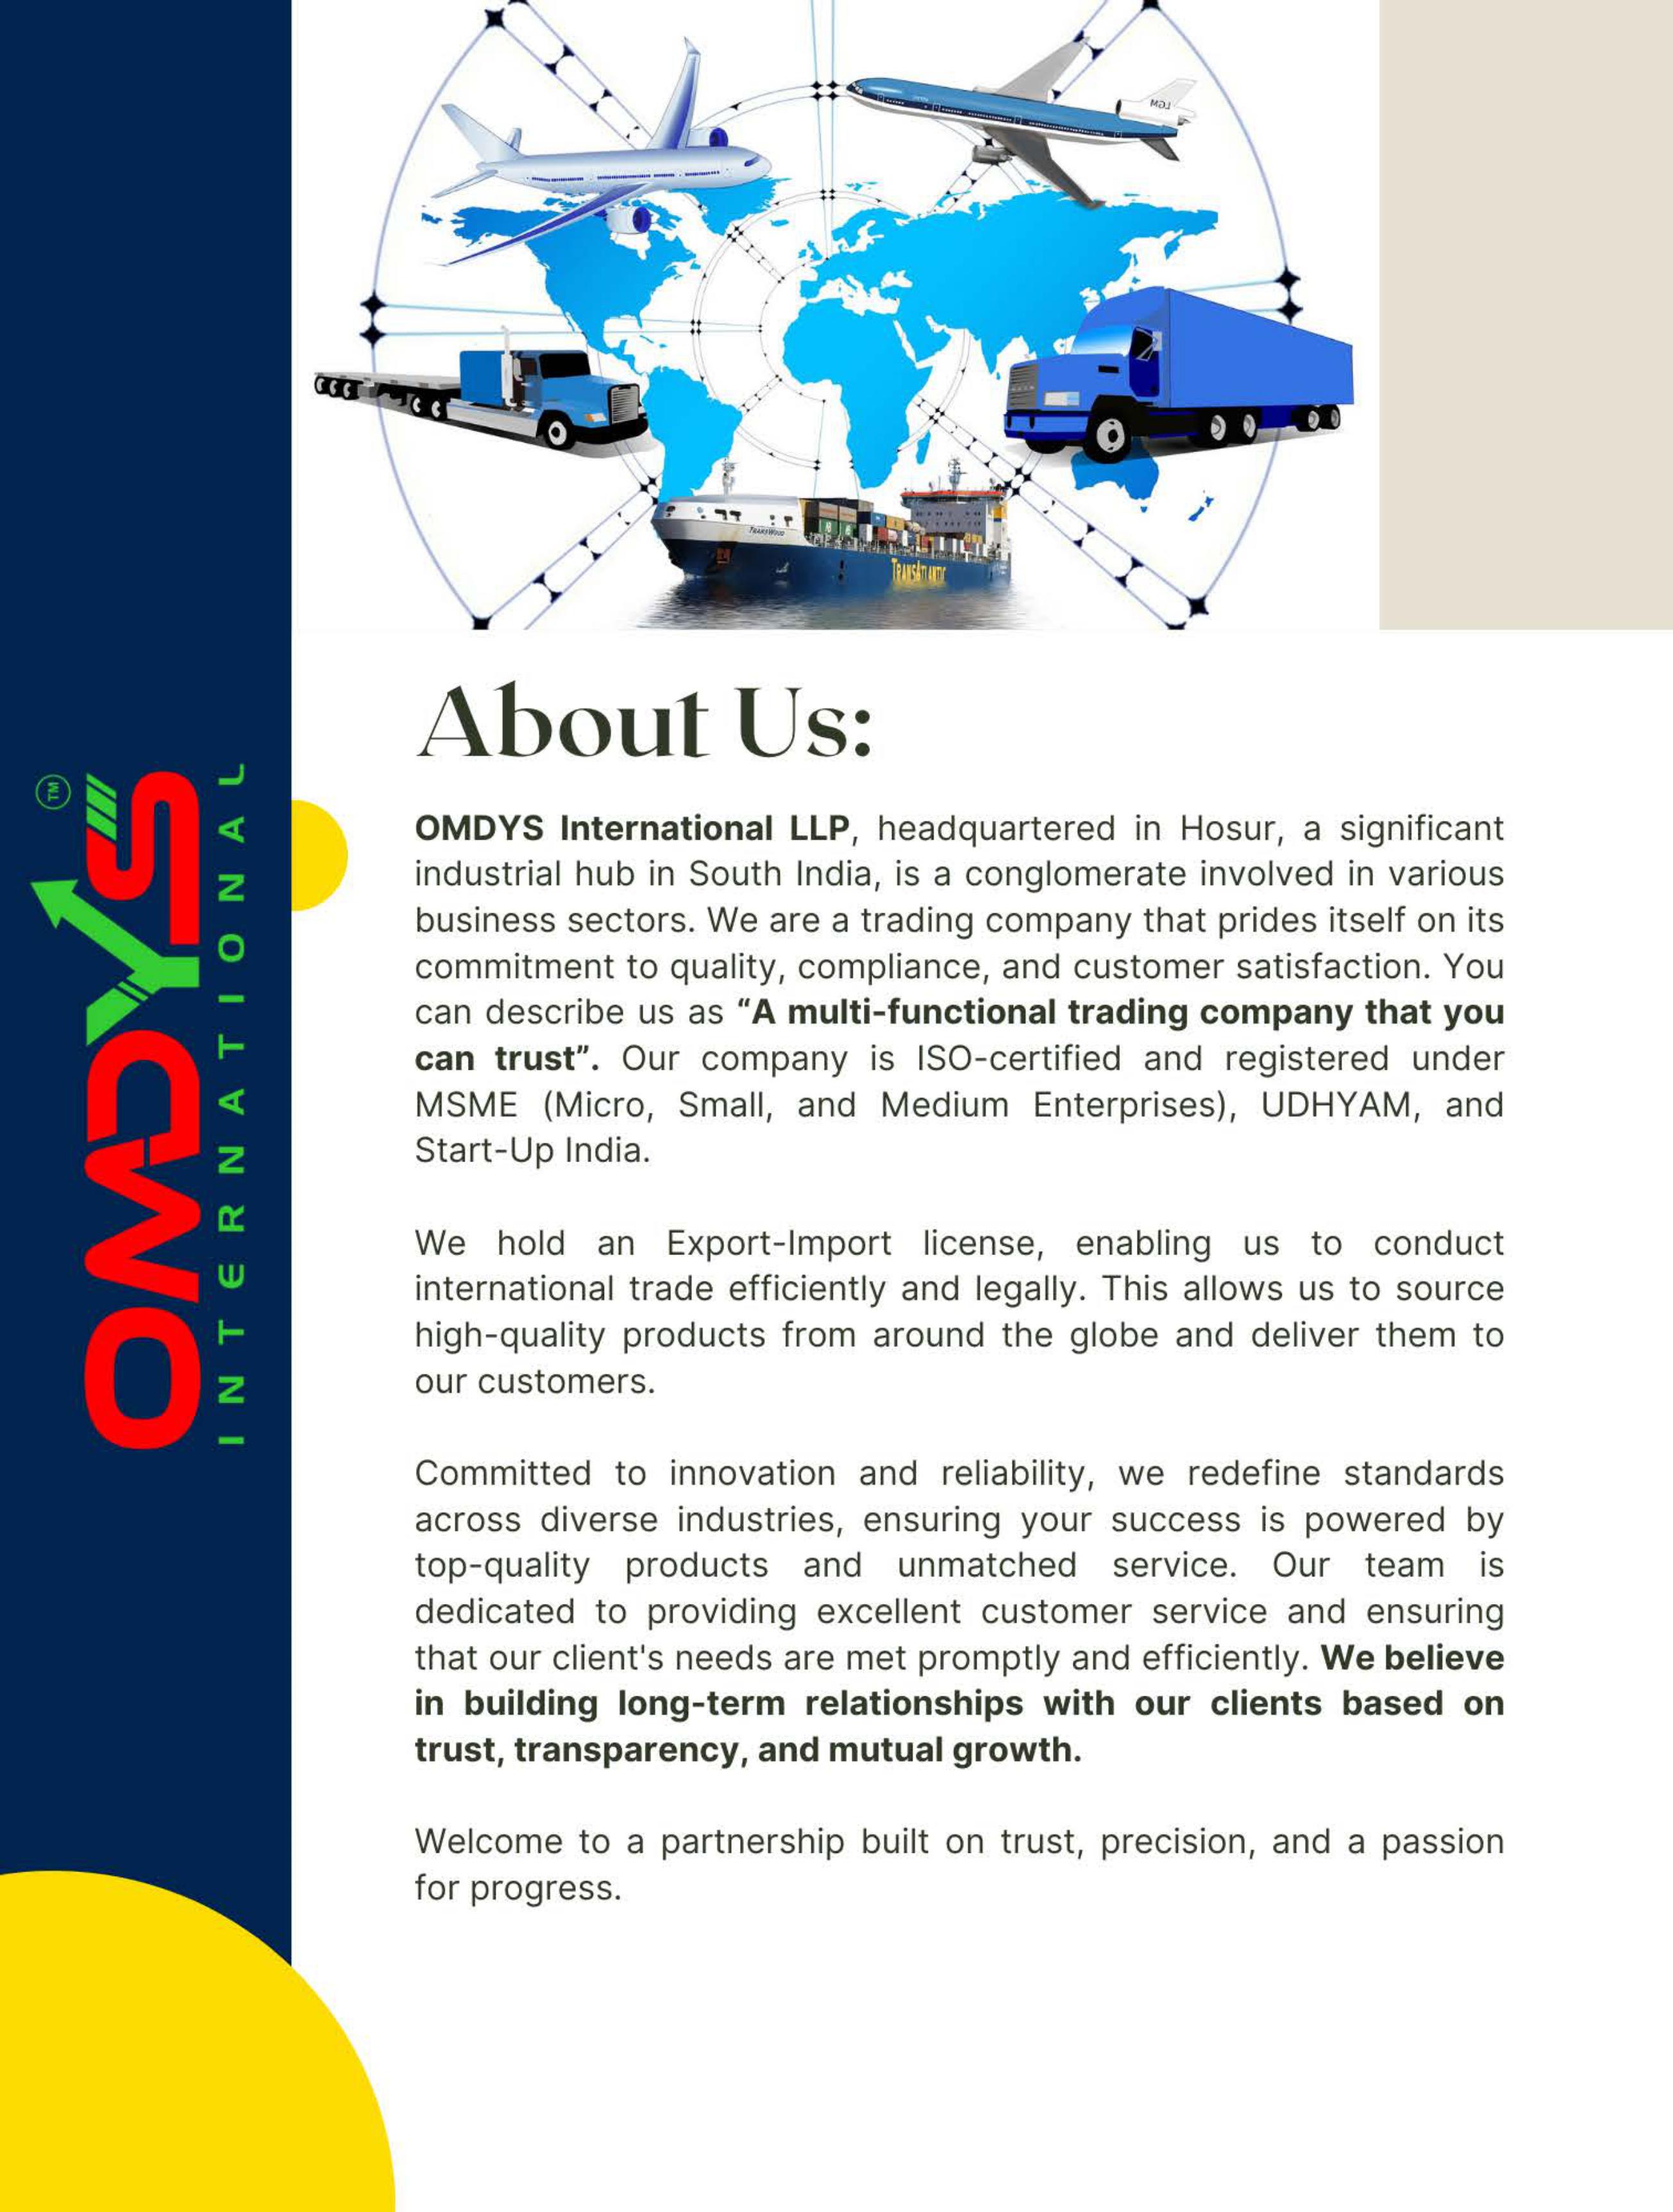 MDJ
TRANSWOOD
TRANSATLANTIC
OMDYS
TM
INTERNATIONAL
About Us:
OMDYS International LLP, headquartered in Hosur, a significant
industrial hub in South India, is a conglomerate involved in various
business sectors. We are a trading company that prides itself on its
commitment to quality, compliance, and customer satisfaction. You
can describe us as “A multi-functional trading company that you
can trust”. Our company is ISO-certified and registered under
MSME (Micro, Small, and Medium Enterprises), UDHYAM, and
Start-Up India.
We hold an Export-Import license, enabling us to conduct
international trade efficiently and legally. This allows us to source
high-quality products from around the globe and deliver them to
our customers.
Committed to innovation and reliability, we redefine standards
across diverse industries, ensuring your success is powered by
top-quality products and unmatched service. Our team is
dedicated to providing excellent customer service and ensuring
that our client's needs are met promptly and efficiently. We believe
in building long-term relationships with our clients based on
trust, transparency, and mutual growth.
Welcome to a partnership built on trust, precision, and a passion
for progress.